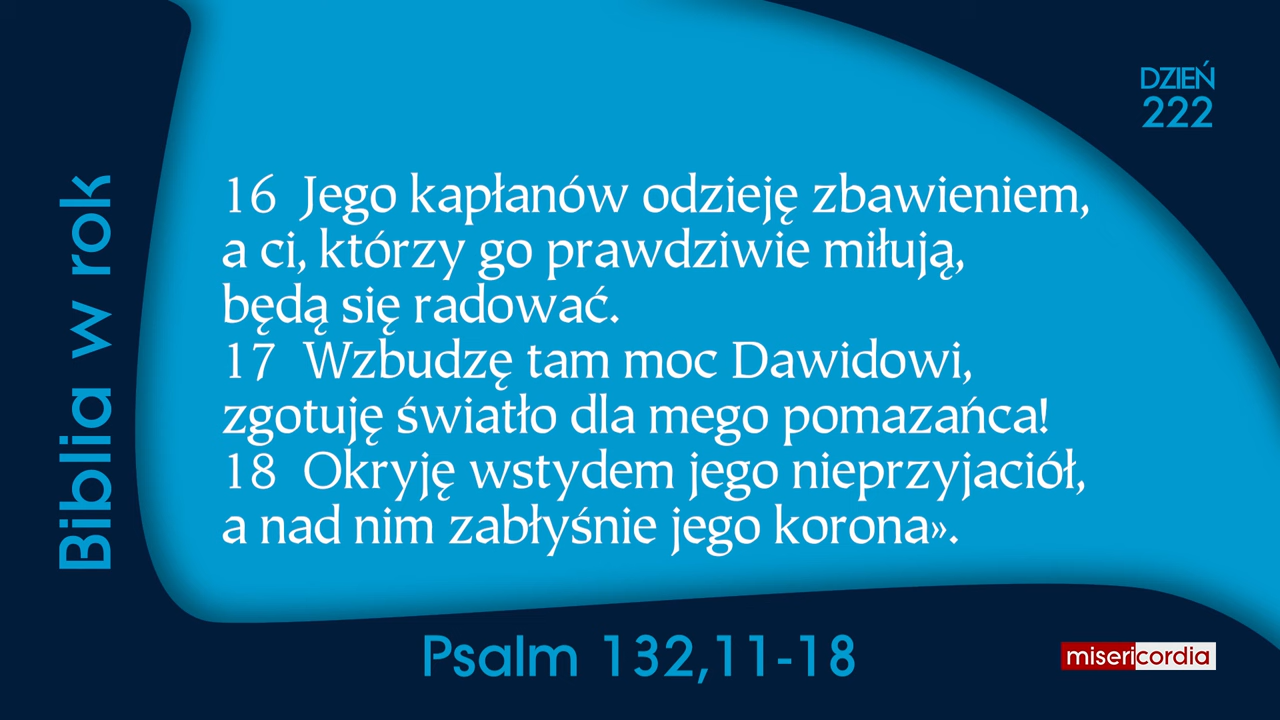 DZIEŃ
222
Biblia w rok
16 Jego kapłanów odzieję zbawieniem,
a ci, którzy go prawdziwie miłują,
będą się radować.
17 Wzbudzę tam moc Dawidowi,
zgotuję światło dla mego pomazańca!
18 Okryję wstydem jego nieprzyjaciół,
a nad nim zabłyśnie jego korona».
Psalm 132,11-18
misericordia